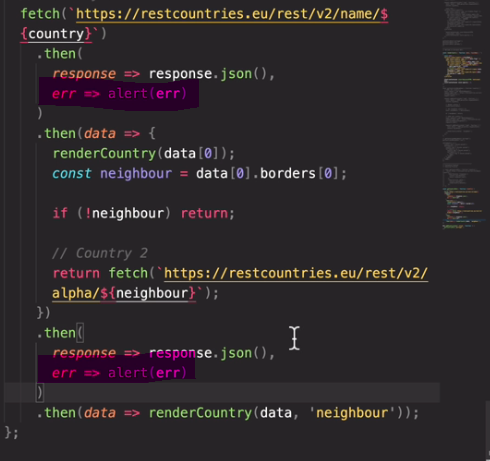 fetch(`https://restcountries.eu/rest/v2/name/$
{country}`)
.then(
response => response.json(),
err => alert(err)
)
.then(data => {
renderCountry(data[0]);
const neighbour = data[0].borders[0];
if (!neighbour) return;
// Country 2
return fetch(`https://restcountries.eu/rest/v2/
alpha/${neighbour}`);
})
.then(
response => response.json(),
err => alert(err)
)
.then(data => renderCountry(data, 'neighbour'));
};